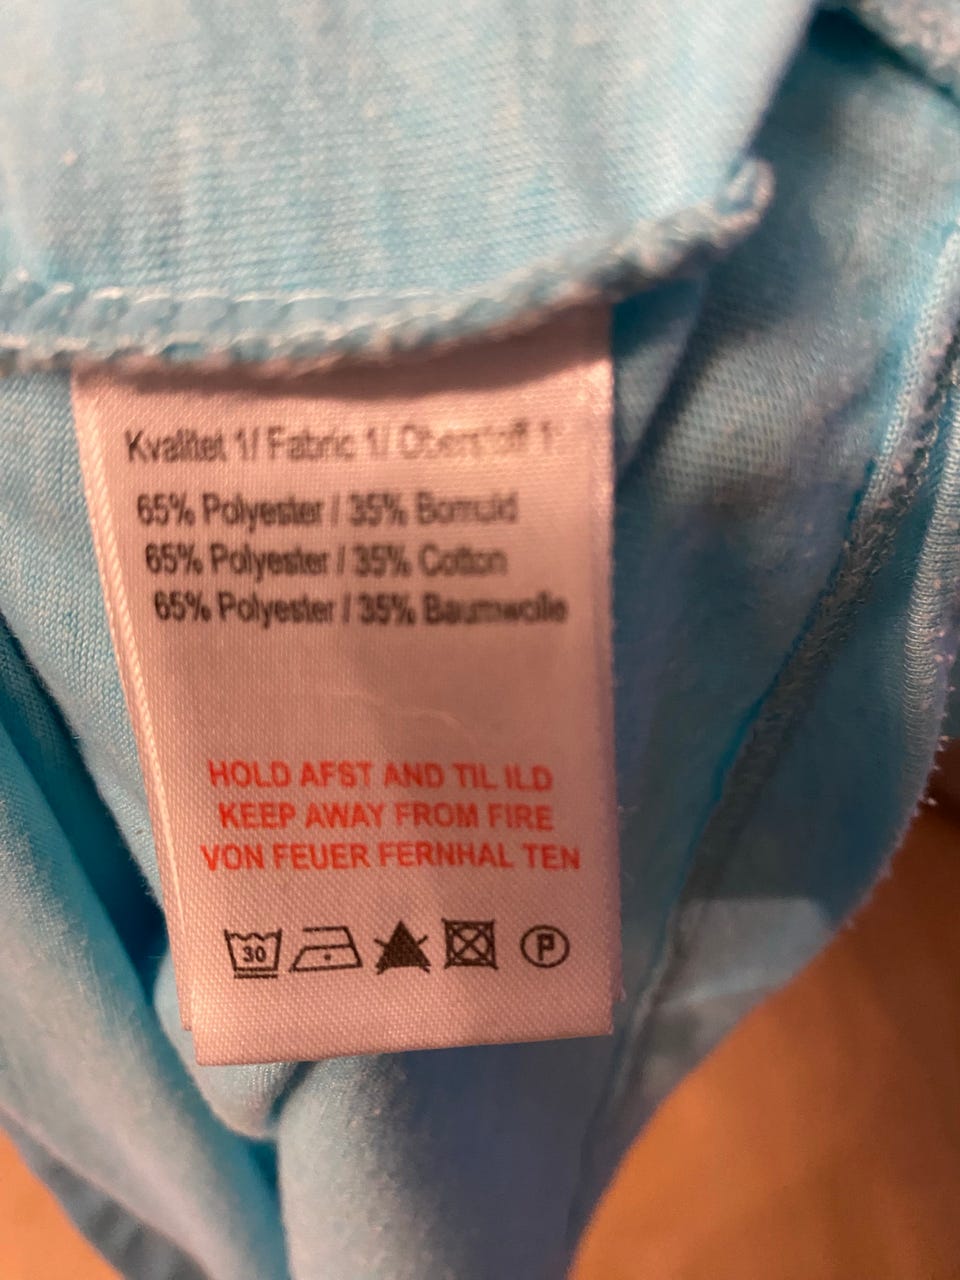 Kvalitet 1/ Fabric 1/ Oberstoff 1:
65% Polyester / 35% Bomuld
65% Polyester / 35% Cotton
65% Polyester / 35% Baumwolle
HOLD AFST AND TIL ILD
KEEP AWAY FROM FIRE
VON FEUER FERNHAL TEN
30 P